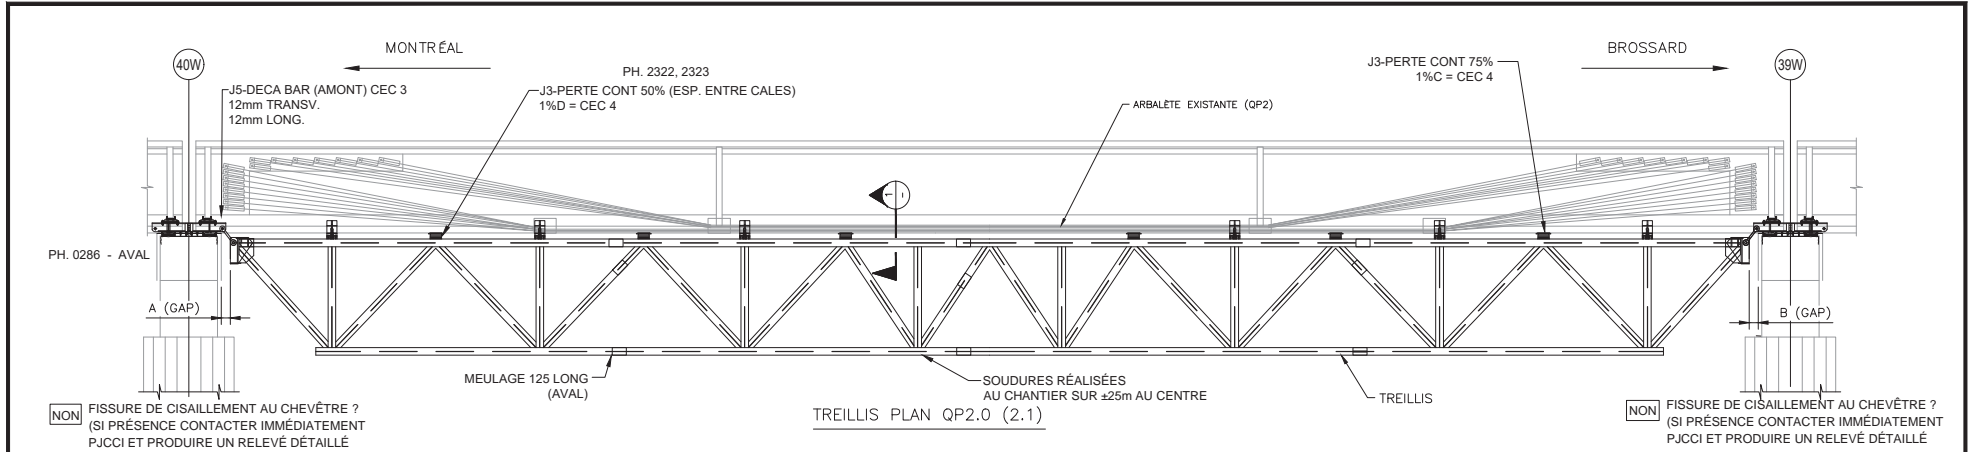 MONTRÉAL
BROSSARD
40W
39W
PH. 2322, 2323
J5-DECA BAR (AMONT) CEC 3
12mm TRANSV.
12mm LONG.
J3-PERTE CONT 50% (ESP. ENTRE CALES)
1%D = CEC 4
J3-PERTE CONT 75%
1%C = CEC 4
ARBALÈTE EXISTANTE (QP2)
1
-
PH. 0286 - AVAL
A (GAP)
B (GAP)
MEULAGE 125 LONG
(AVAL)
SOUDURES RÉALISÉES
AU CHANTIER SUR ±25m AU CENTRE
TREILLIS
TREILLIS PLAN QP2.0 (2.1)
NON FISSURE DE CISAILLEMENT AU CHEVÊTRE ?
(SI PRÉSENCE CONTACTER IMMÉDIATEMENT
PJCCI ET PRODUIRE UN RELEVÉ DÉTAILLÉ
NON FISSURE DE CISAILLEMENT AU CHEVÊTRE ?
(SI PRÉSENCE CONTACTER IMMÉDIATEMENT
PJCCI ET PRODUIRE UN RELEVÉ DÉTAILLÉ